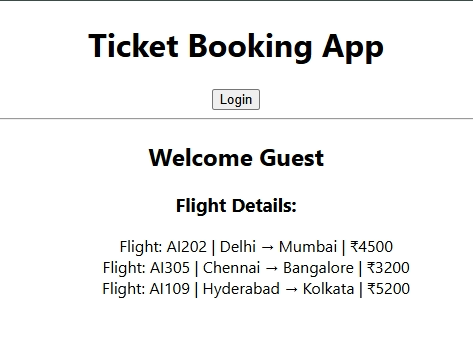 Ticket Booking App
Login
Welcome Guest
Flight Details:
Flight: AI202 | Delhi → Mumbai | ₹4500
Flight: AI305 | Chennai → Bangalore | ₹3200
Flight: AI109 | Hyderabad → Kolkata | ₹5200